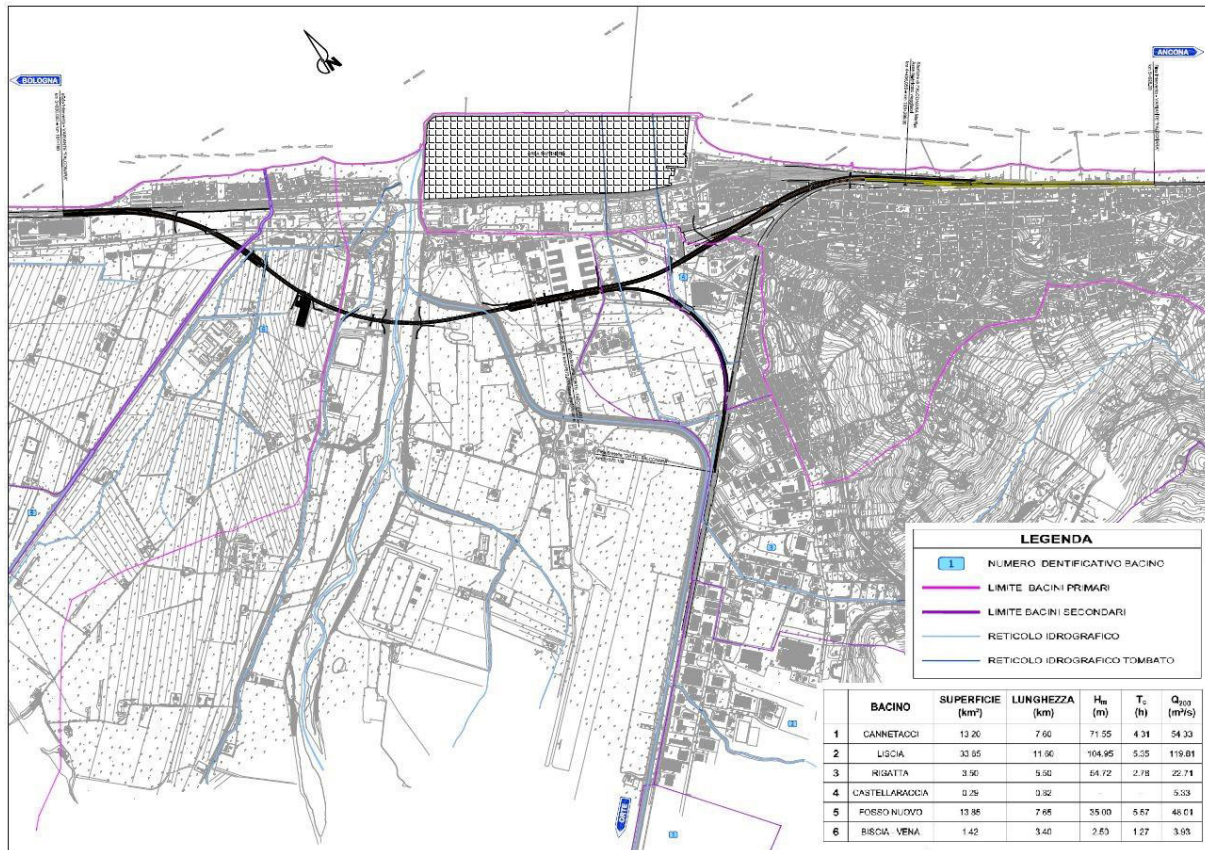 BOLOGNA
ANCONA
ORTE
LEGENDA
1 NUMERO IDENTIFICATIVO BACINO
LIMITE BACINI PRIMARI
LIMITE BACINI SECONDARI
RETICOLO IDROGRAFICO
RETICOLO IDROGRAFICO TOMBATO
BACINO SUPERFICIE (km²) LUNGHEZZA (km) Hm (m) Tc (h) Q200 (m³/s)
1 CANNETACCI 13.20 7.60 71.55 4.31 54.33
2 LISCIA 33.65 11.60 104.95 5.35 119.81
3 RIGATTA 3.50 5.50 54.72 2.78 22.71
4 CASTELLARACCIA 0.29 0.82 - - 5.33
5 FOSSO NUOVO 13.85 7.65 35.00 5.57 48.01
6 BISCIA - VENA 1.42 3.40 2.50 1.27 3.93